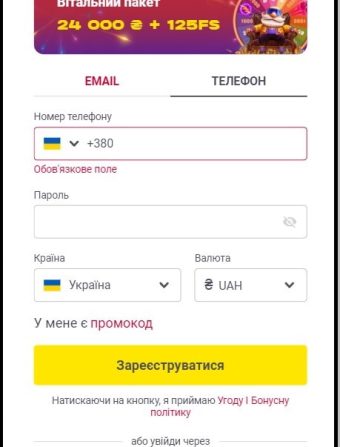 Вітальний пакет
24 000 ₴ + 125FS
EMAIL
ТЕЛЕФОН
Номер телефону
+380
Обов'язкове поле
Пароль
Країна
Валюта
Україна
₴ UAH
У мене є промокод
Зареєструватися
Натискаючи на кнопку, я приймаю Угоду І Бонусну
політику
або увійди через